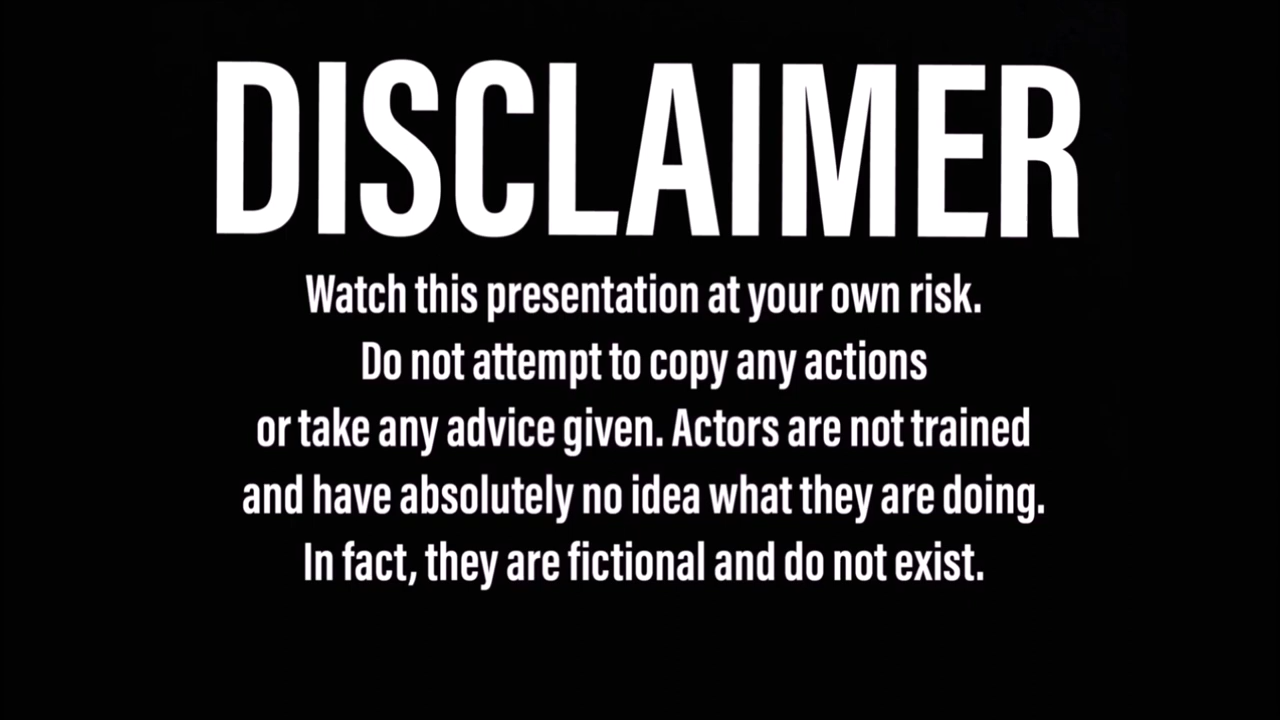 DISCLAIMER
Watch this presentation at your own risk.
Do not attempt to copy any actions
or take any advice given. Actors are not trained
and have absolutely no idea what they are doing.
In fact, they are fictional and do not exist.